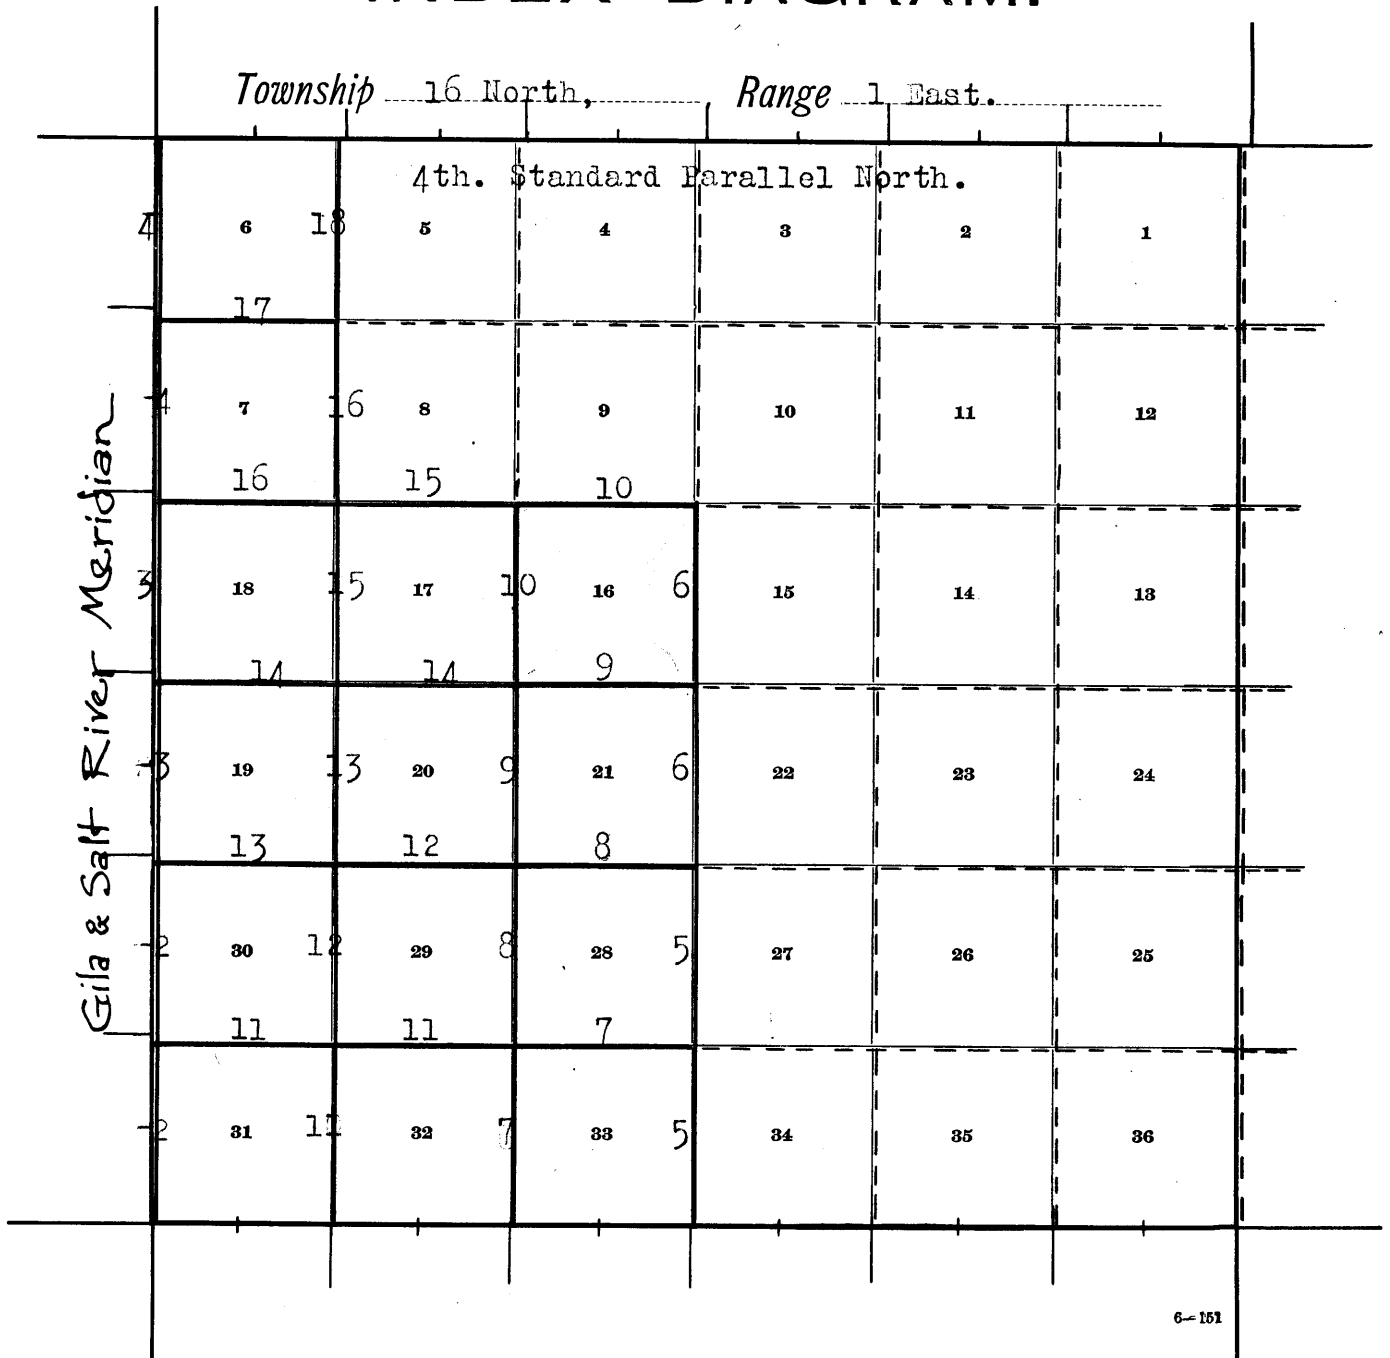 INDEX DIAGRAM.
Township 16 North, , Range 1 East.
4th. Standard Parallel North.
4 6 18 5 4 3 2 1
17
4 7 16 8 9 10 11 12
16 15 10
3 18 15 17 10 16 6 15 14 13
14 14 9
3 19 13 20 9 21 6 22 23 24
13 12 8
2 30 12 29 8 28 5 27 26 25
11 11 7
2 31 11 32 7 33 5 34 35 36
Gila & Salt River Meridian
6—151